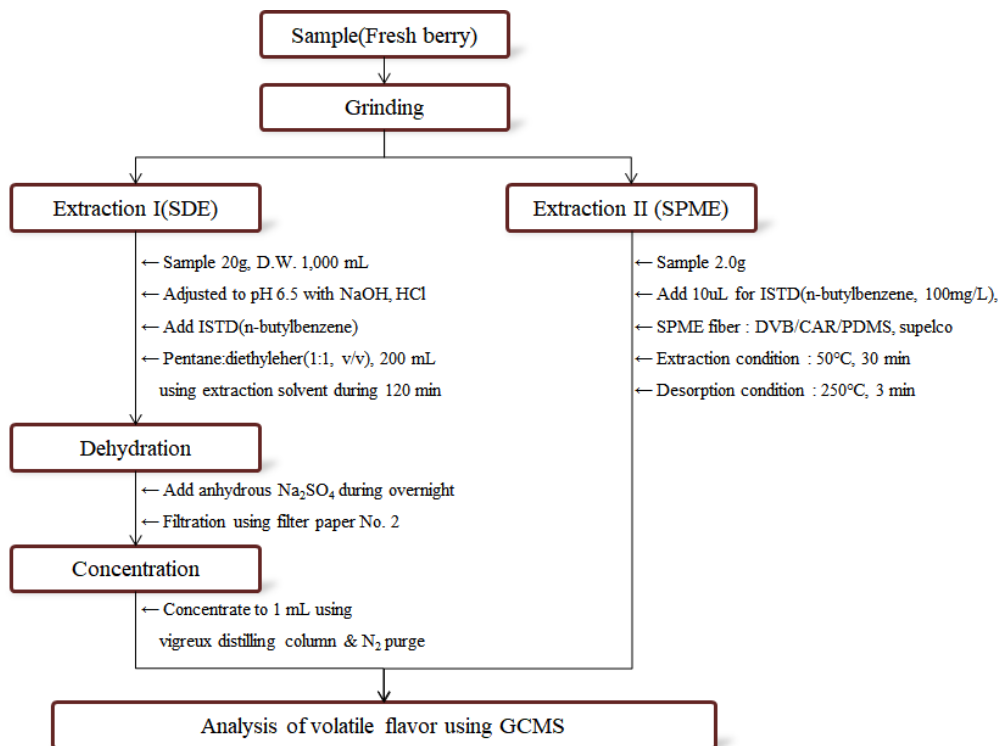 Sample(Fresh berry)
Grinding
Extraction I(SDE)
← Sample 20g, D.W. 1,000 mL
← Adjusted to pH 6.5 with NaOH, HCl
← Add ISTD(n-butylbenzene)
← Pentane:diethyleher(1:1, v/v), 200 mL
using extraction solvent during 120 min
Dehydration
← Add anhydrous Na₂SO₄ during overnight
← Filtration using filter paper No. 2
Concentration
← Concentrate to 1 mL using
vigreux distilling column & N₂ purge
Extraction II (SPME)
← Sample 2.0g
← Add 10uL for ISTD(n-butylbenzene, 100mg/L),
← SPME fiber : DVB/CAR/PDMS, supelco
← Extraction condition : 50℃, 30 min
← Desorption condition : 250℃, 3 min
Analysis of volatile flavor using GCMS